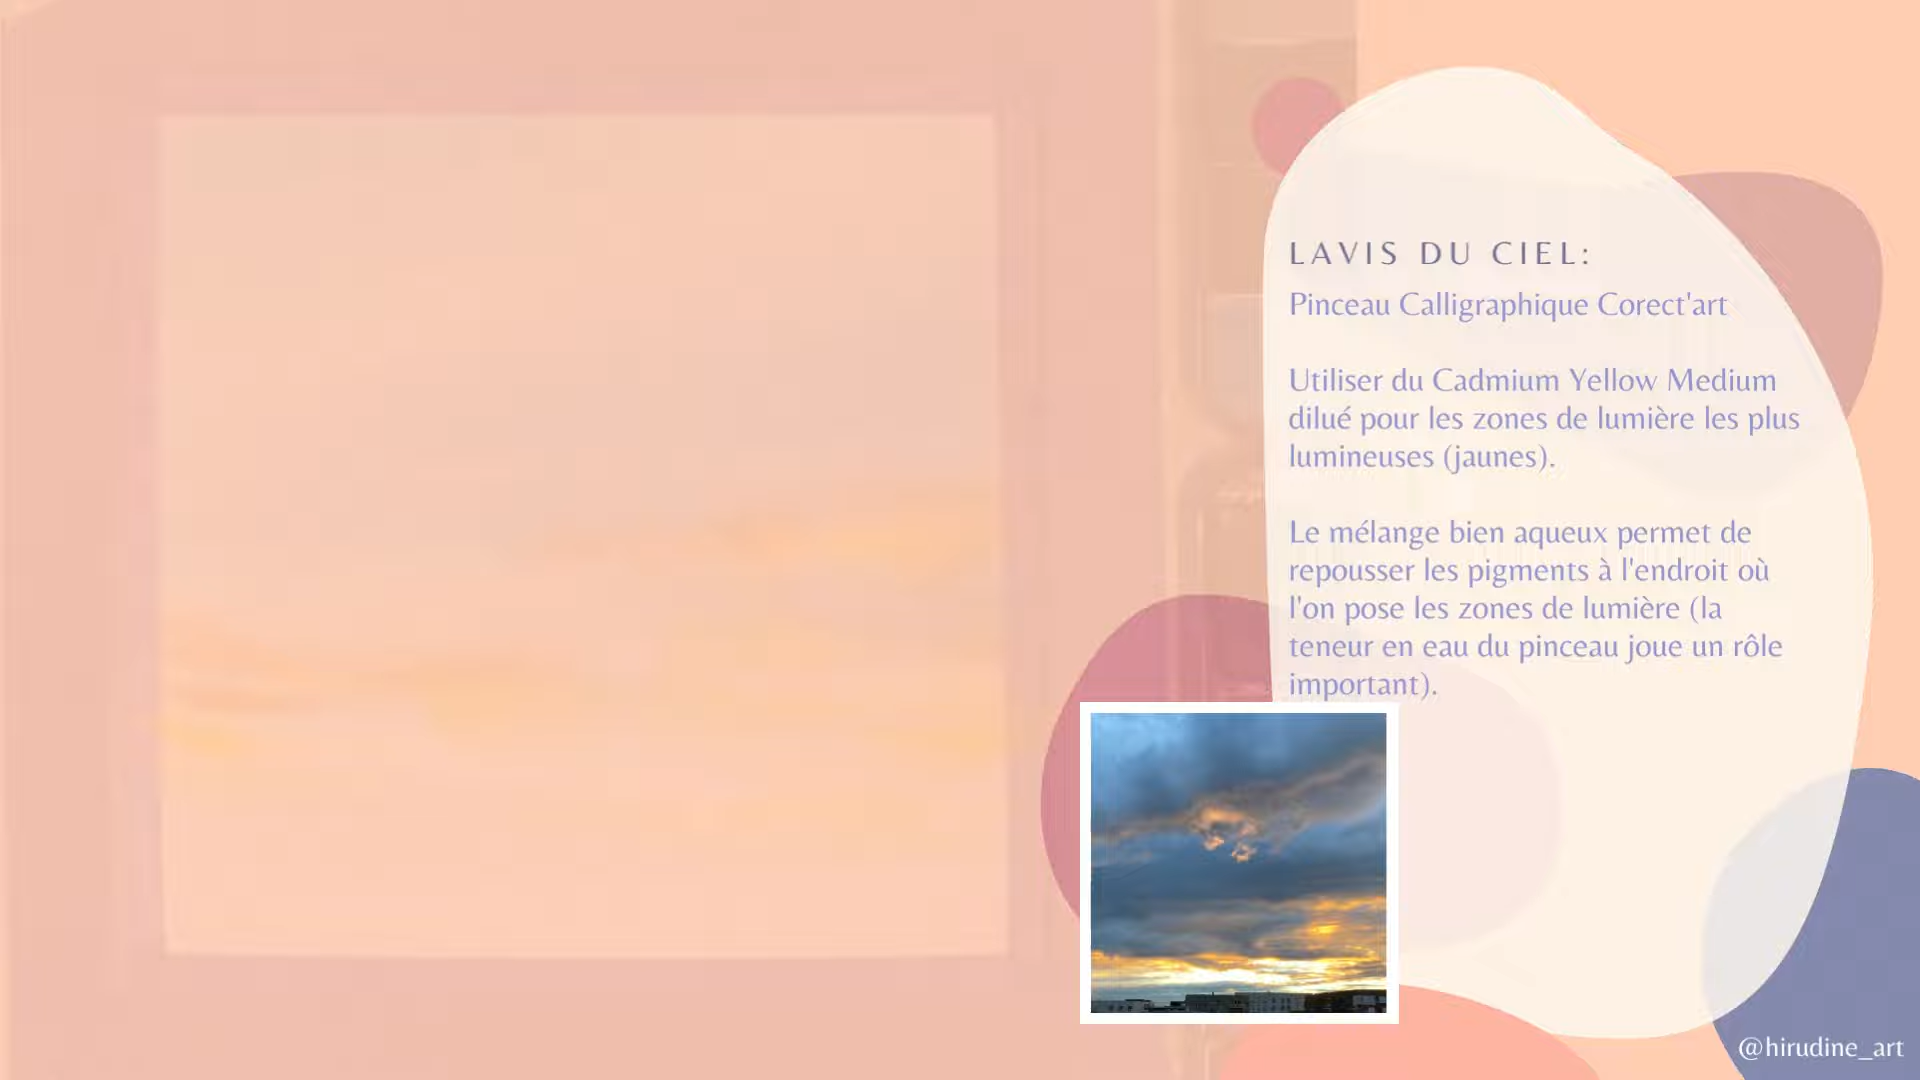 LAVIS DU CIEL:
Pinceau Calligraphique Corect'art
Utiliser du Cadmium Yellow Medium
dilué pour les zones de lumière les plus
lumineuses (jaunes).
Le mélange bien aqueux permet de
repousser les pigments à l'endroit où
l'on pose les zones de lumière (la
teneur en eau du pinceau joue un rôle
important).
@hirudine_art